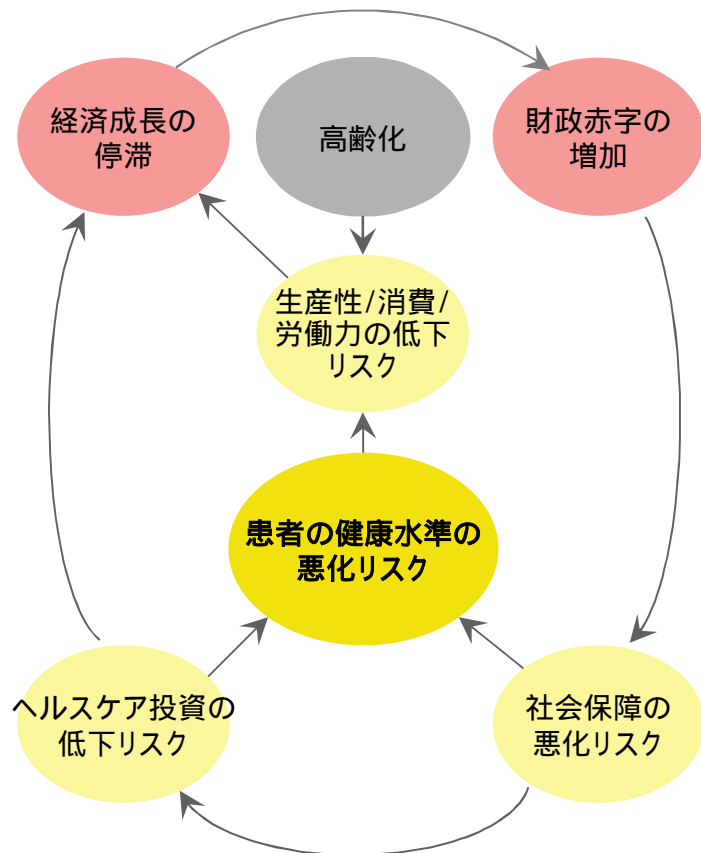 経済成長の
停滞
高齢化
財政赤字の
増加
生産性/消費/
労働力の低下
リスク
患者の健康水準の
悪化リスク
ヘルスケア投資の
低下リスク
社会保障の
悪化リスク